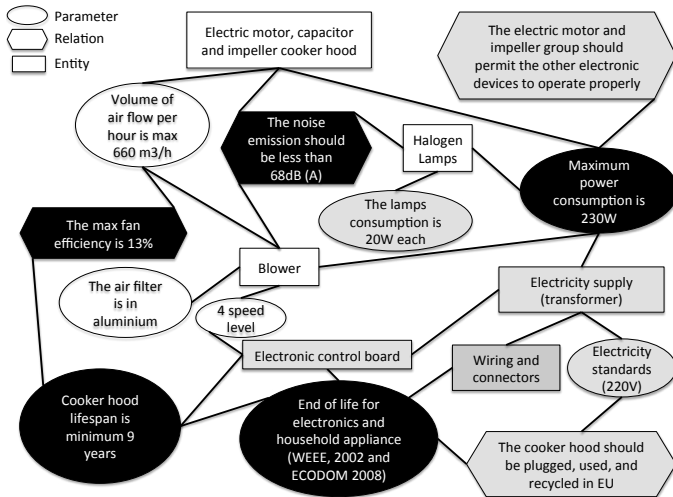 Parameter
Relation
Entity
Electric motor, capacitor
and impeller cooker hood
The electric motor and
impeller group should
permit the other electronic
devices to operate properly
Volume of
air flow per
hour is max
660 m3/h
The noise
emission should
be less than
68dB (A)
Halogen
Lamps
Maximum
power
consumption is
230W
The lamps
consumption is
20W each
The max fan
efficiency is 13%
Blower
The air filter
is in
aluminium
4 speed
level
Electricity supply
(transformer)
Electronic control board
Wiring and
connectors
Electricity
standards
(220V)
Cooker hood
lifespan is
minimum 9
years
End of life for
electronics and
household appliance
(WEEE, 2002 and
ECODOM 2008)
The cooker hood should
be plugged, used, and
recycled in EU